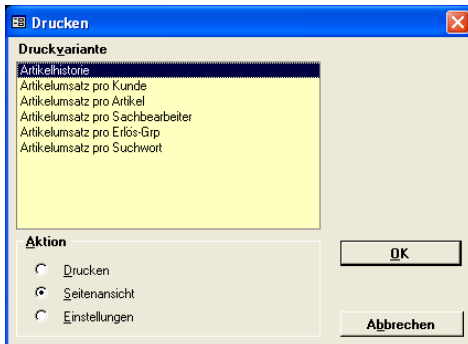 Drucken
Druckvariante
Artikelhistorie
Artikelumsatz pro Kunde
Artikelumsatz pro Artikel
Artikelumsatz pro Sachbearbeiter
Artikelumsatz pro Erlös-Grp
Artikelumsatz pro Suchwort
Aktion
Drucken
Seitenansicht
Einstellungen
OK
Abbrechen